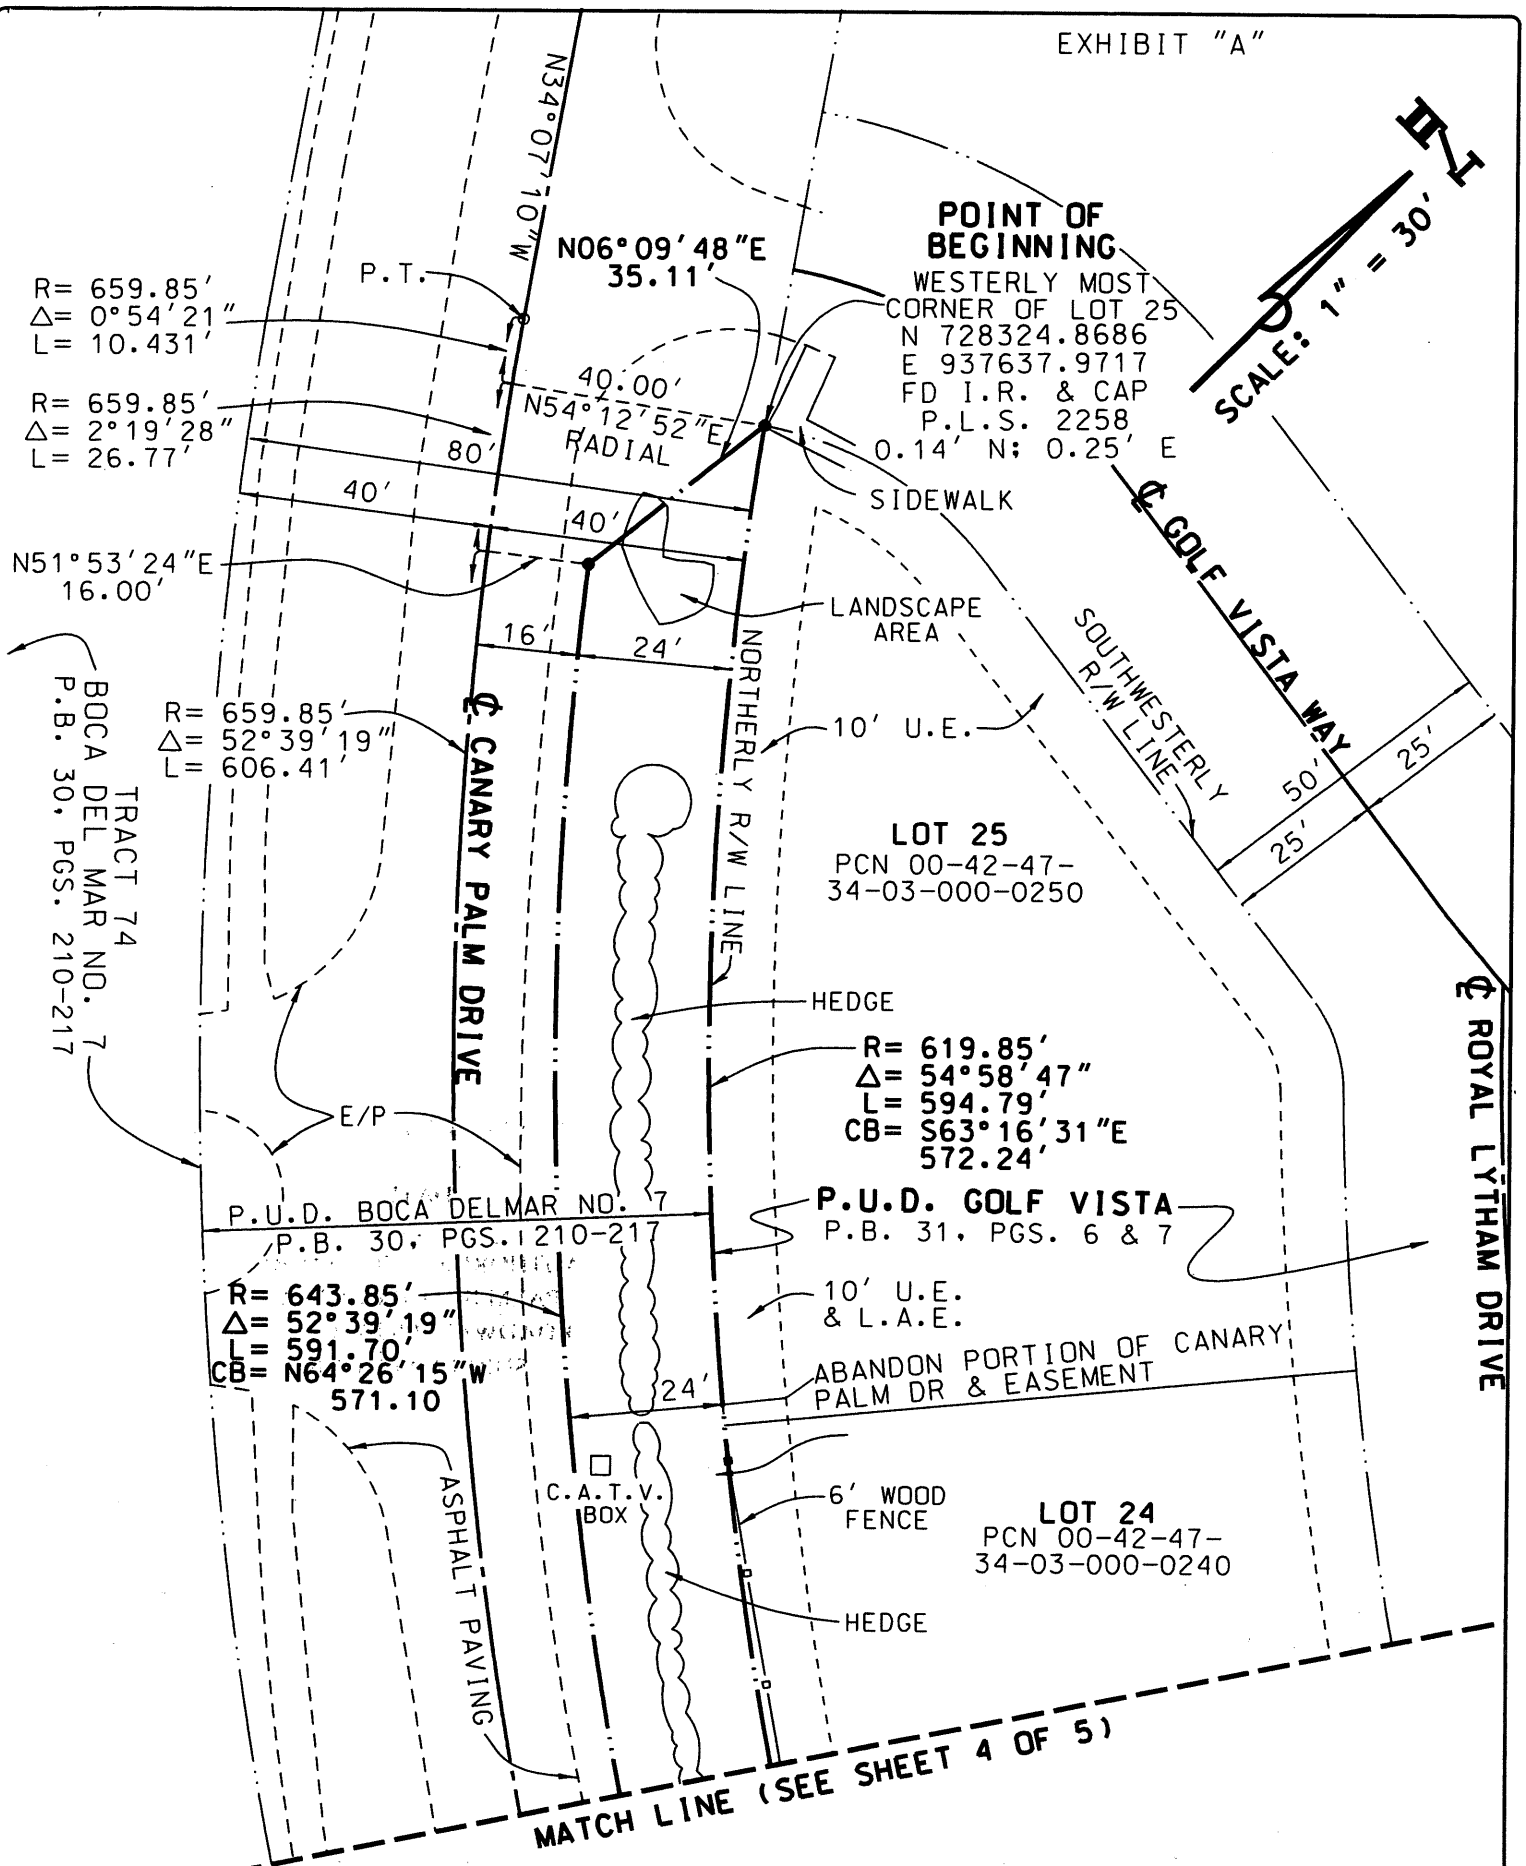 EXHIBIT "A"
N
SCALE: 1" = 30'
N34°07'10"W
P.T.
N06°09'48"E
35.11'
POINT OF
BEGINNING
WESTERLY MOST
CORNER OF LOT 25
N 728324.8686
E 937637.9717
FD I.R. & CAP
P.L.S. 2258
0.14' N; 0.25' E
R= 659.85'
Δ= 0°54'21"
L= 10.431'
R= 659.85'
Δ= 2°19'28"
L= 26.77'
40.00'
N54°12'52"E
RADIAL
80'
40'
40'
SIDEWALK
N51°53'24"E
16.00'
LANDSCAPE
AREA
16'
24'
℄ GOLF VISTA WAY
SOUTHWESTERLY
R/W LINE
50'
25'
25'
NORTHERLY R/W LINE
10' U.E.
R= 659.85'
Δ= 52°39'19"
L= 606.41'
℄ CANARY PALM DRIVE
TRACT 74
BOCA DEL MAR NO. 7
P.B. 30, PGS. 210-217
LOT 25
PCN 00-42-47-
34-03-000-0250
HEDGE
R= 619.85'
Δ= 54°58'47"
L= 594.79'
CB= S63°16'31"E
572.24'
℄ ROYAL LYTHAM DRIVE
E/P
P.U.D. BOCA DELMAR NO. 7
P.B. 30, PGS. 210-217
P.U.D. GOLF VISTA
P.B. 31, PGS. 6 & 7
R= 643.85'
Δ= 52°39'19"
L= 591.70'
CB= N64°26'15"W
571.10
10' U.E.
& L.A.E.
ABANDON PORTION OF CANARY
PALM DR & EASEMENT
24'
C.A.T.V.
BOX
6' WOOD
FENCE
LOT 24
PCN 00-42-47-
34-03-000-0240
ASPHALT PAVING
HEDGE
MATCH LINE (SEE SHEET 4 OF 5)